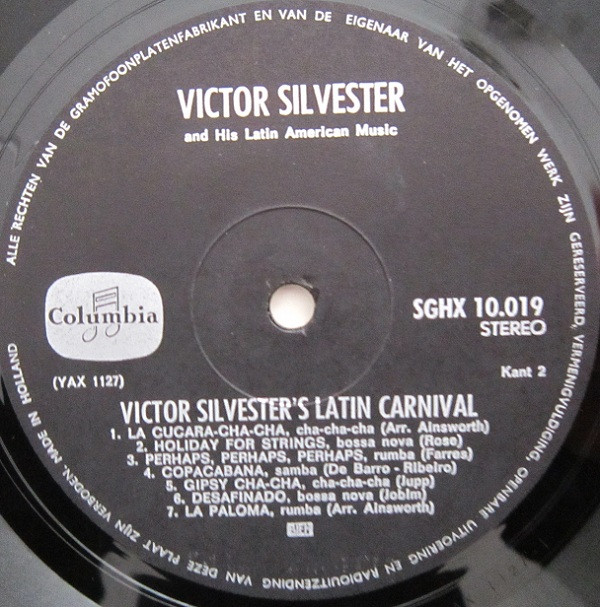 ALLE RECHTEN VAN DE GRAMOFOONPLATENFABRIKANT EN VAN DE EIGENAAR VAN HET OPGENOMEN WERK ZIJN GERESERVEERD, VERMENIGVULDIGING, OPENBARE UITVOERING EN RADIOUITZENDING VAN DEZE PLAAT ZIJN VERBODEN. MADE IN HOLLAND
VICTOR SILVESTER
and His Latin American Music
Columbia
SGHX 10.019
STEREO
(YAX 1127)
Kant 2
VICTOR SILVESTER'S LATIN CARNIVAL
1. LA CUCARA-CHA-CHA, cha-cha-cha (Arr. Ainsworth)
2. HOLIDAY FOR STRINGS, bossa nova (Rose)
3. PERHAPS, PERHAPS, PERHAPS, rumba (Farres)
4. COPACABANA, samba (De Barro - Ribeiro)
5. GIPSY CHA-CHA, cha-cha-cha (Jupp)
6. DESAFINADO, bossa nova (Jobim)
7. LA PALOMA, rumba (Arr. Ainsworth)